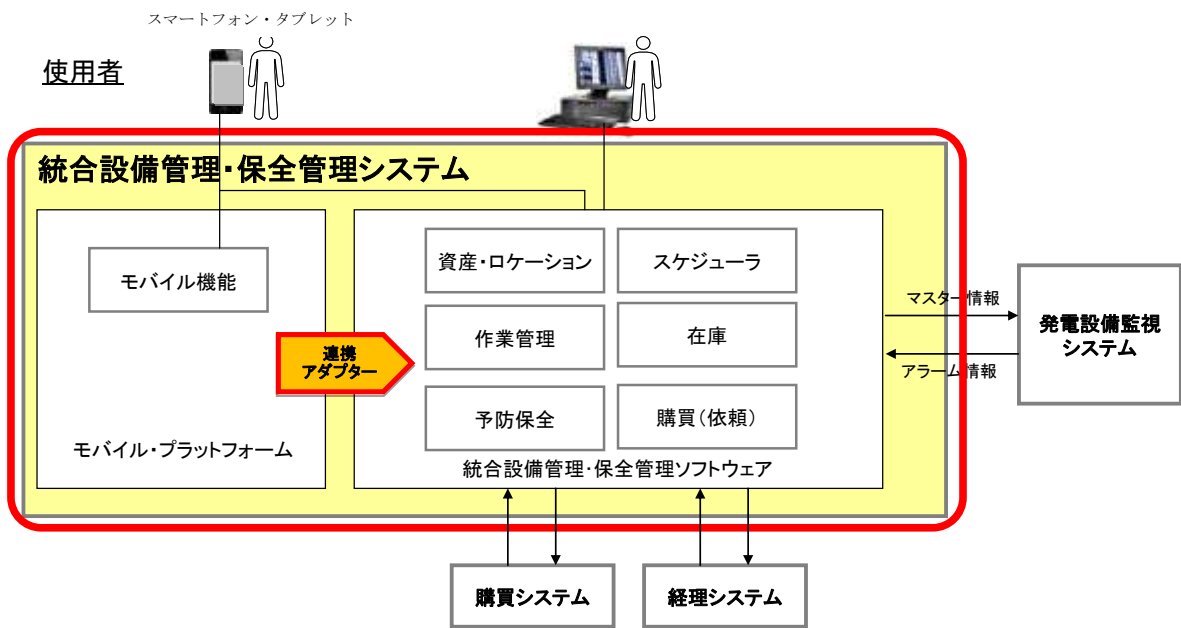 スマートフォン・タブレット
使用者
統合設備管理・保全管理システム
モバイル機能
モバイル・プラットフォーム
連携
アダプター
資産・ロケーション
スケジューラ
作業管理
在庫
予防保全
購買(依頼)
統合設備管理・保全管理ソフトウェア
マスター情報
アラーム情報
発電設備監視
システム
購買システム
経理システム